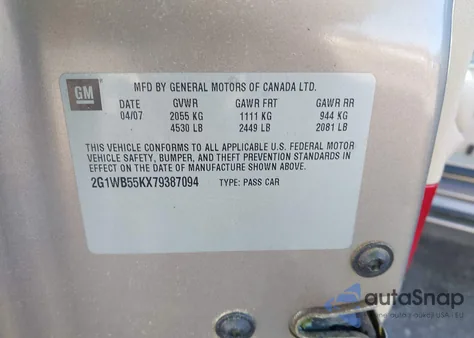 GM
MFD BY GENERAL MOTORS OF CANADA LTD.
DATE GVWR GAWR FRT GAWR RR
04/07 2055 KG 1111 KG 944 KG
4530 LB 2449 LB 2081 LB
THIS VEHICLE CONFORMS TO ALL APPLICABLE U.S. FEDERAL MOTOR
VEHICLE SAFETY, BUMPER, AND THEFT PREVENTION STANDARDS IN
EFFECT ON THE DATE OF MANUFACTURE SHOWN ABOVE.
2G1WB55KX79387094 TYPE: PASS CAR
autoSnap